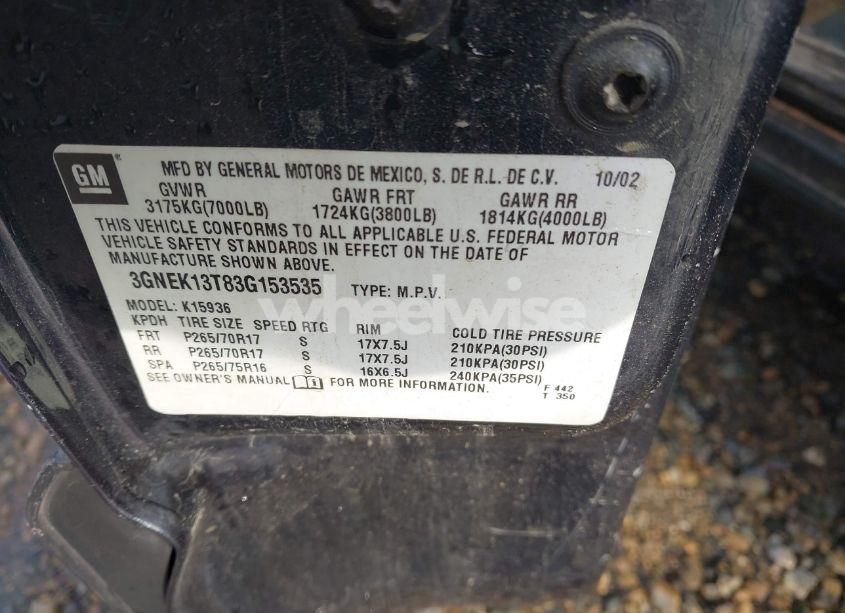 GM
MFD BY GENERAL MOTORS DE MEXICO, S. DE R.L. DE C.V. 10/02
GVWR GAWR FRT GAWR RR
3175KG(7000LB) 1724KG(3800LB) 1814KG(4000LB)
THIS VEHICLE CONFORMS TO ALL APPLICABLE U.S. FEDERAL MOTOR
VEHICLE SAFETY STANDARDS IN EFFECT ON THE DATE OF
MANUFACTURE SHOWN ABOVE.
3GNEK13T83G153535 TYPE: M.P.V.
MODEL: K15936
KPDH TIRE SIZE SPEED RTG RIM COLD TIRE PRESSURE
FRT P265/70R17 S 17X7.5J 210KPA(30PSI)
RR P265/70R17 S 17X7.5J 210KPA(30PSI)
SPA P265/75R16 S 16X6.5J 240KPA(35PSI)
SEE OWNER'S MANUAL FOR MORE INFORMATION.
F 442
T 350
wheelwise